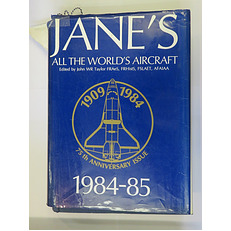 JANE'S
ALL THE WORLD'S AIRCRAFT
Edited by John WR Taylor FRAeS, FRHistS, FSLAET, AFAIAA
1909 1984
75th ANNIVERSARY ISSUE
1984-85